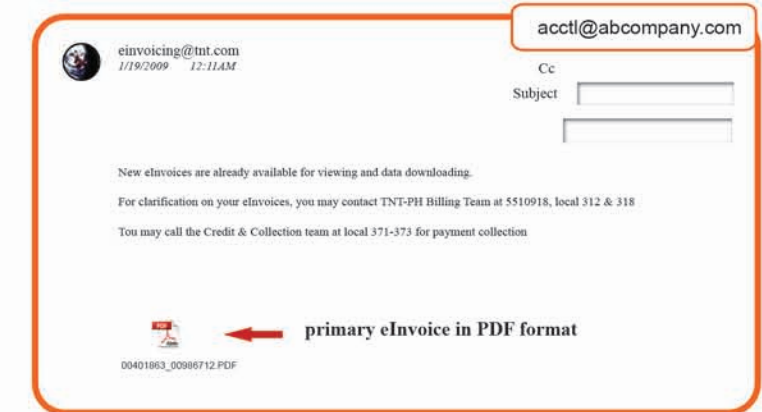 acctl@abcompany.com
einvoicing@tnt.com
1/19/2009 12:11AM
Cc
Subject
New eInvoices are already available for viewing and data downloading.
For clarification on your eInvoices, you may contact TNT-PH Billing Team at 5510918, local 312 & 318
Tou may call the Credit & Collection team at local 371-373 for payment collection
PDF
primary eInvoice in PDF format
00401863_00986712.PDF